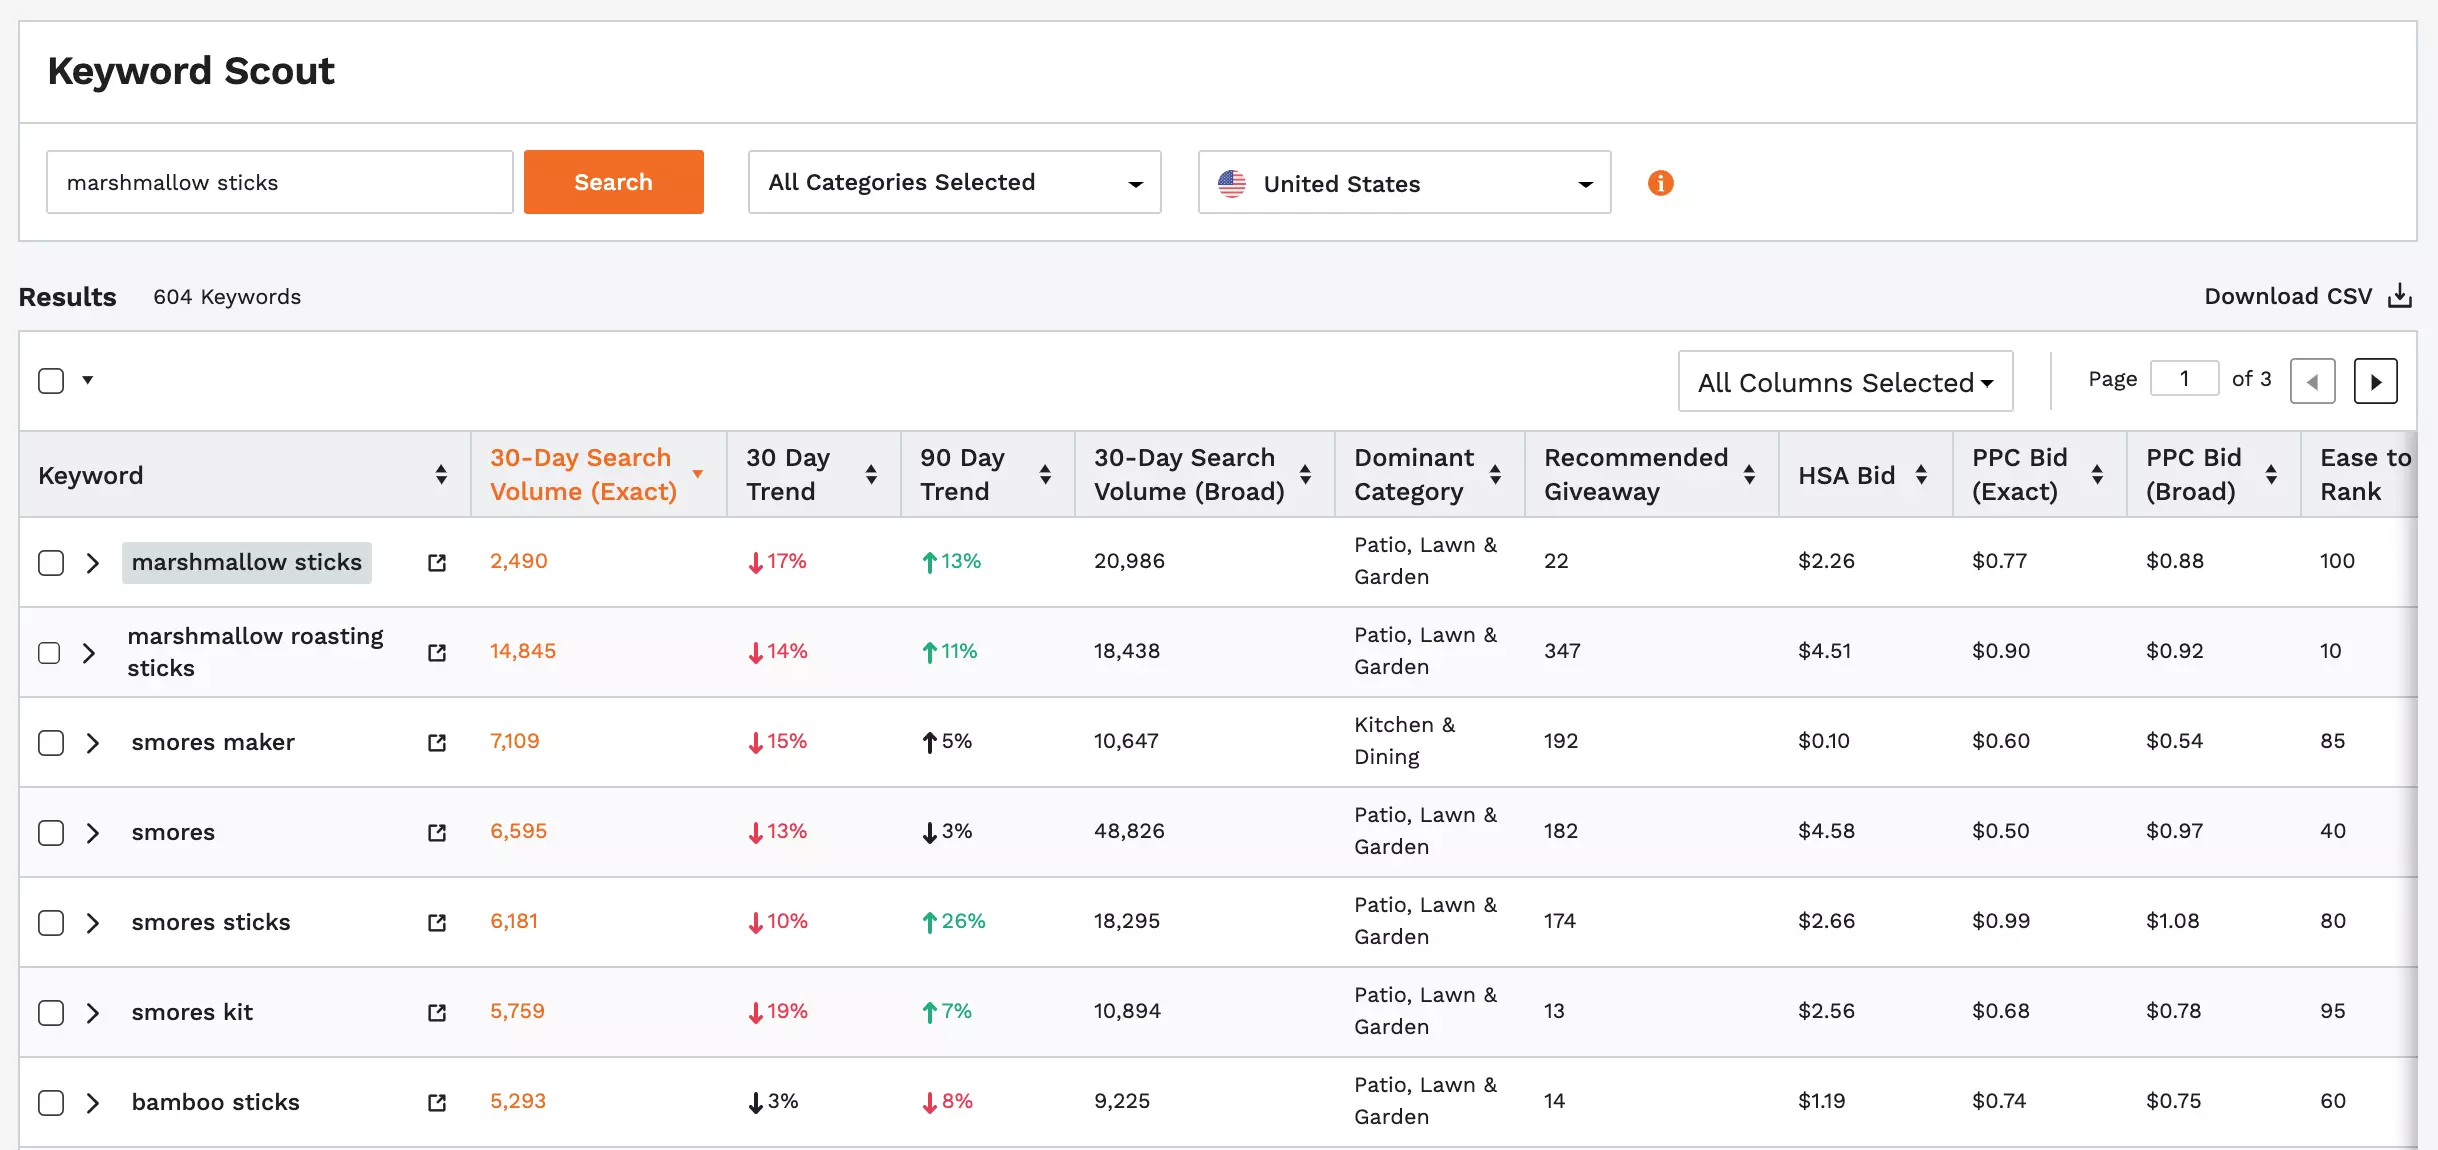 Keyword Scout
marshmallow sticks Search All Categories Selected United States
Results 604 Keywords Download CSV
All Columns Selected Page 1 of 3
Keyword 30-Day Search Volume (Exact) 30 Day Trend 90 Day Trend 30-Day Search Volume (Broad) Dominant Category Recommended Giveaway HSA Bid PPC Bid (Exact) PPC Bid (Broad) Ease to Rank
marshmallow sticks 2,490 17% 13% 20,986 Patio, Lawn & Garden 22 $2.26 $0.77 $0.88 100
marshmallow roasting sticks 14,845 14% 11% 18,438 Patio, Lawn & Garden 347 $4.51 $0.90 $0.92 10
smores maker 7,109 15% 5% 10,647 Kitchen & Dining 192 $0.10 $0.60 $0.54 85
smores 6,595 13% 3% 48,826 Patio, Lawn & Garden 182 $4.58 $0.50 $0.97 40
smores sticks 6,181 10% 26% 18,295 Patio, Lawn & Garden 174 $2.66 $0.99 $1.08 80
smores kit 5,759 19% 7% 10,894 Patio, Lawn & Garden 13 $2.56 $0.68 $0.78 95
bamboo sticks 5,293 3% 8% 9,225 Patio, Lawn & Garden 14 $1.19 $0.74 $0.75 60